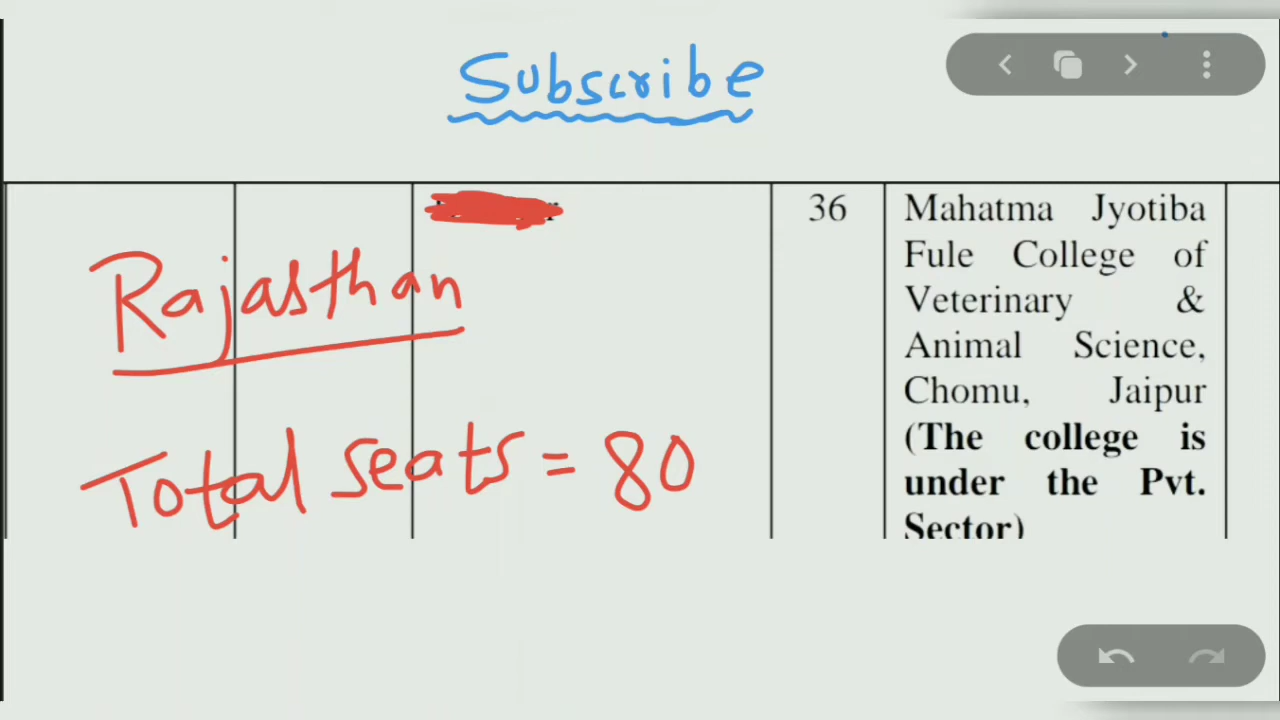 Subscribe
36
Mahatma Jyotiba
Fule College of
Veterinary &
Animal Science,
Chomu, Jaipur
(The college is
under the Pvt.
Sector)
Rajasthan
Total seats = 80